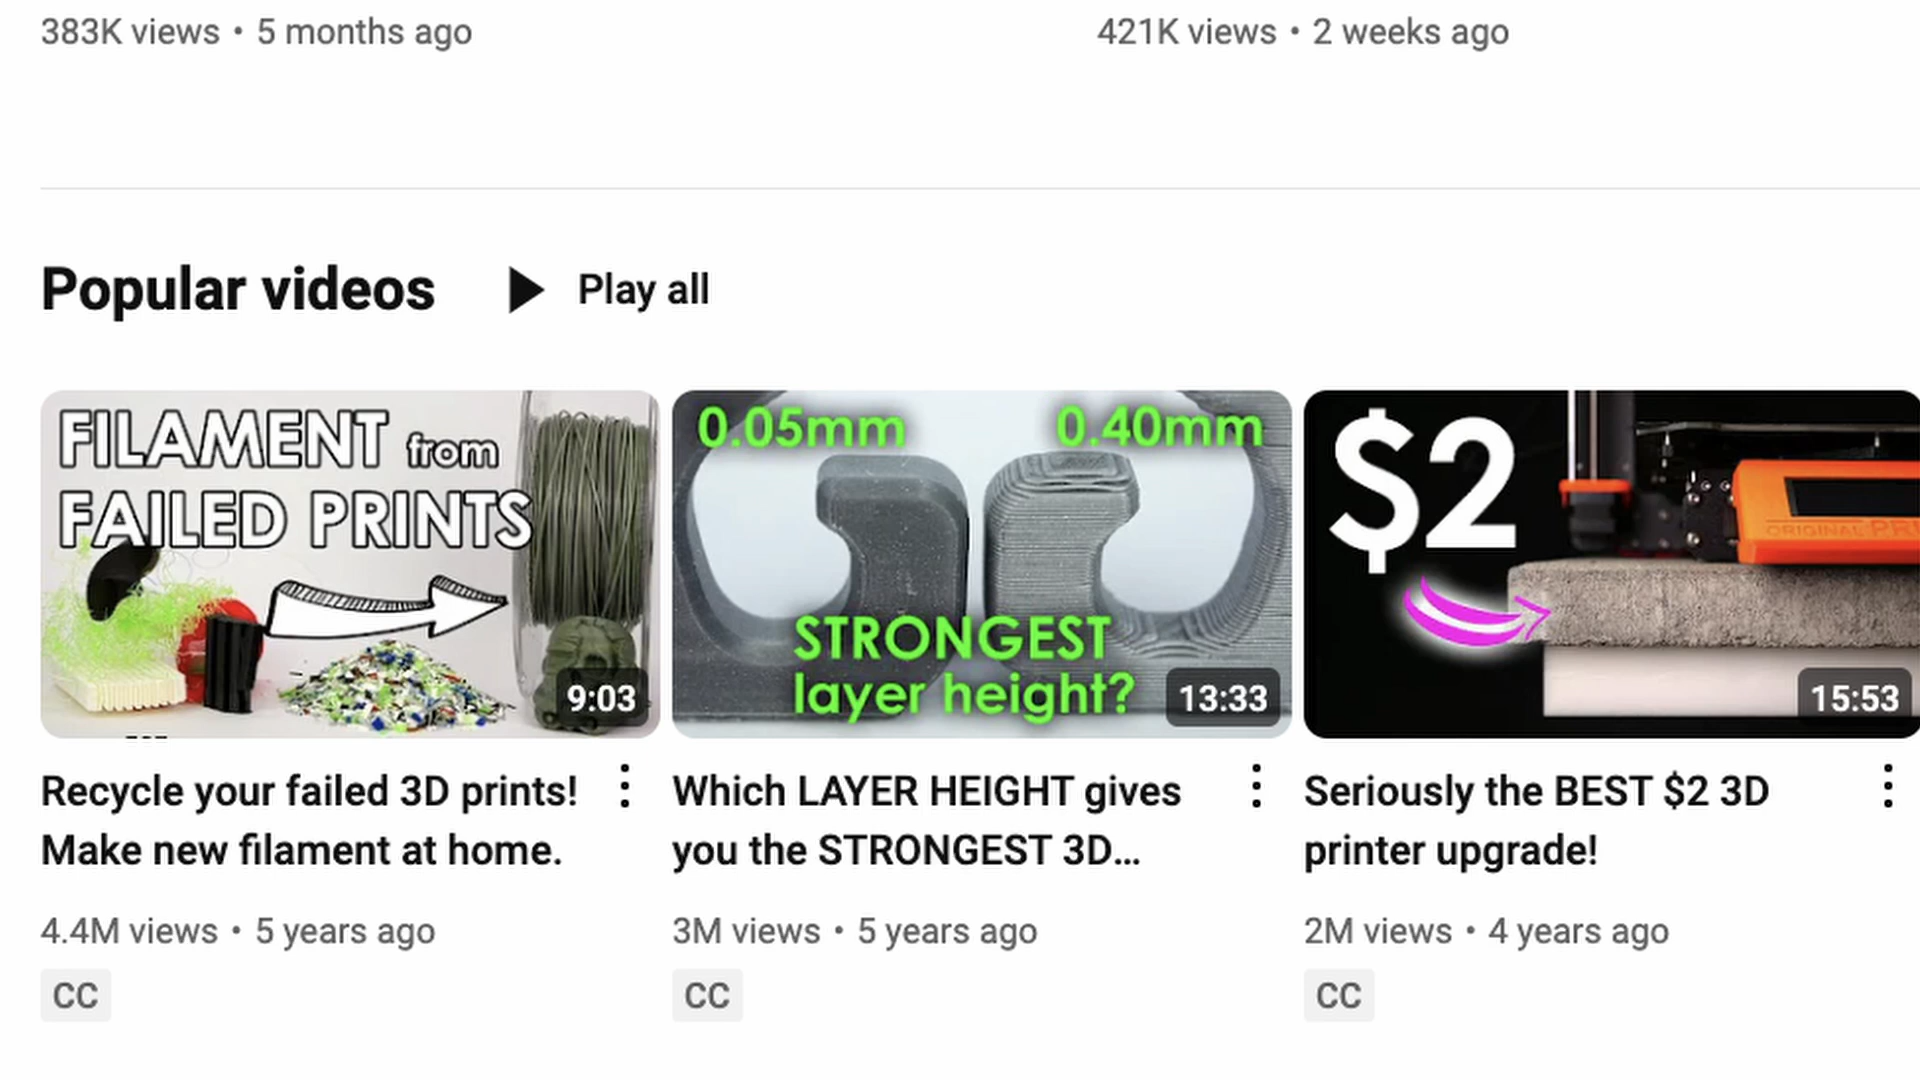 383K views • 5 months ago
421K views • 2 weeks ago
Popular videos
Play all
FILAMENT from
FAILED PRINTS
9:03
0.05mm
0.40mm
STRONGEST
layer height?
13:33
$2
ORIGINAL
15:53
Recycle your failed 3D prints!
Make new filament at home.
4.4M views • 5 years ago
CC
Which LAYER HEIGHT gives
you the STRONGEST 3D...
3M views • 5 years ago
CC
Seriously the BEST $2 3D
printer upgrade!
2M views • 4 years ago
CC